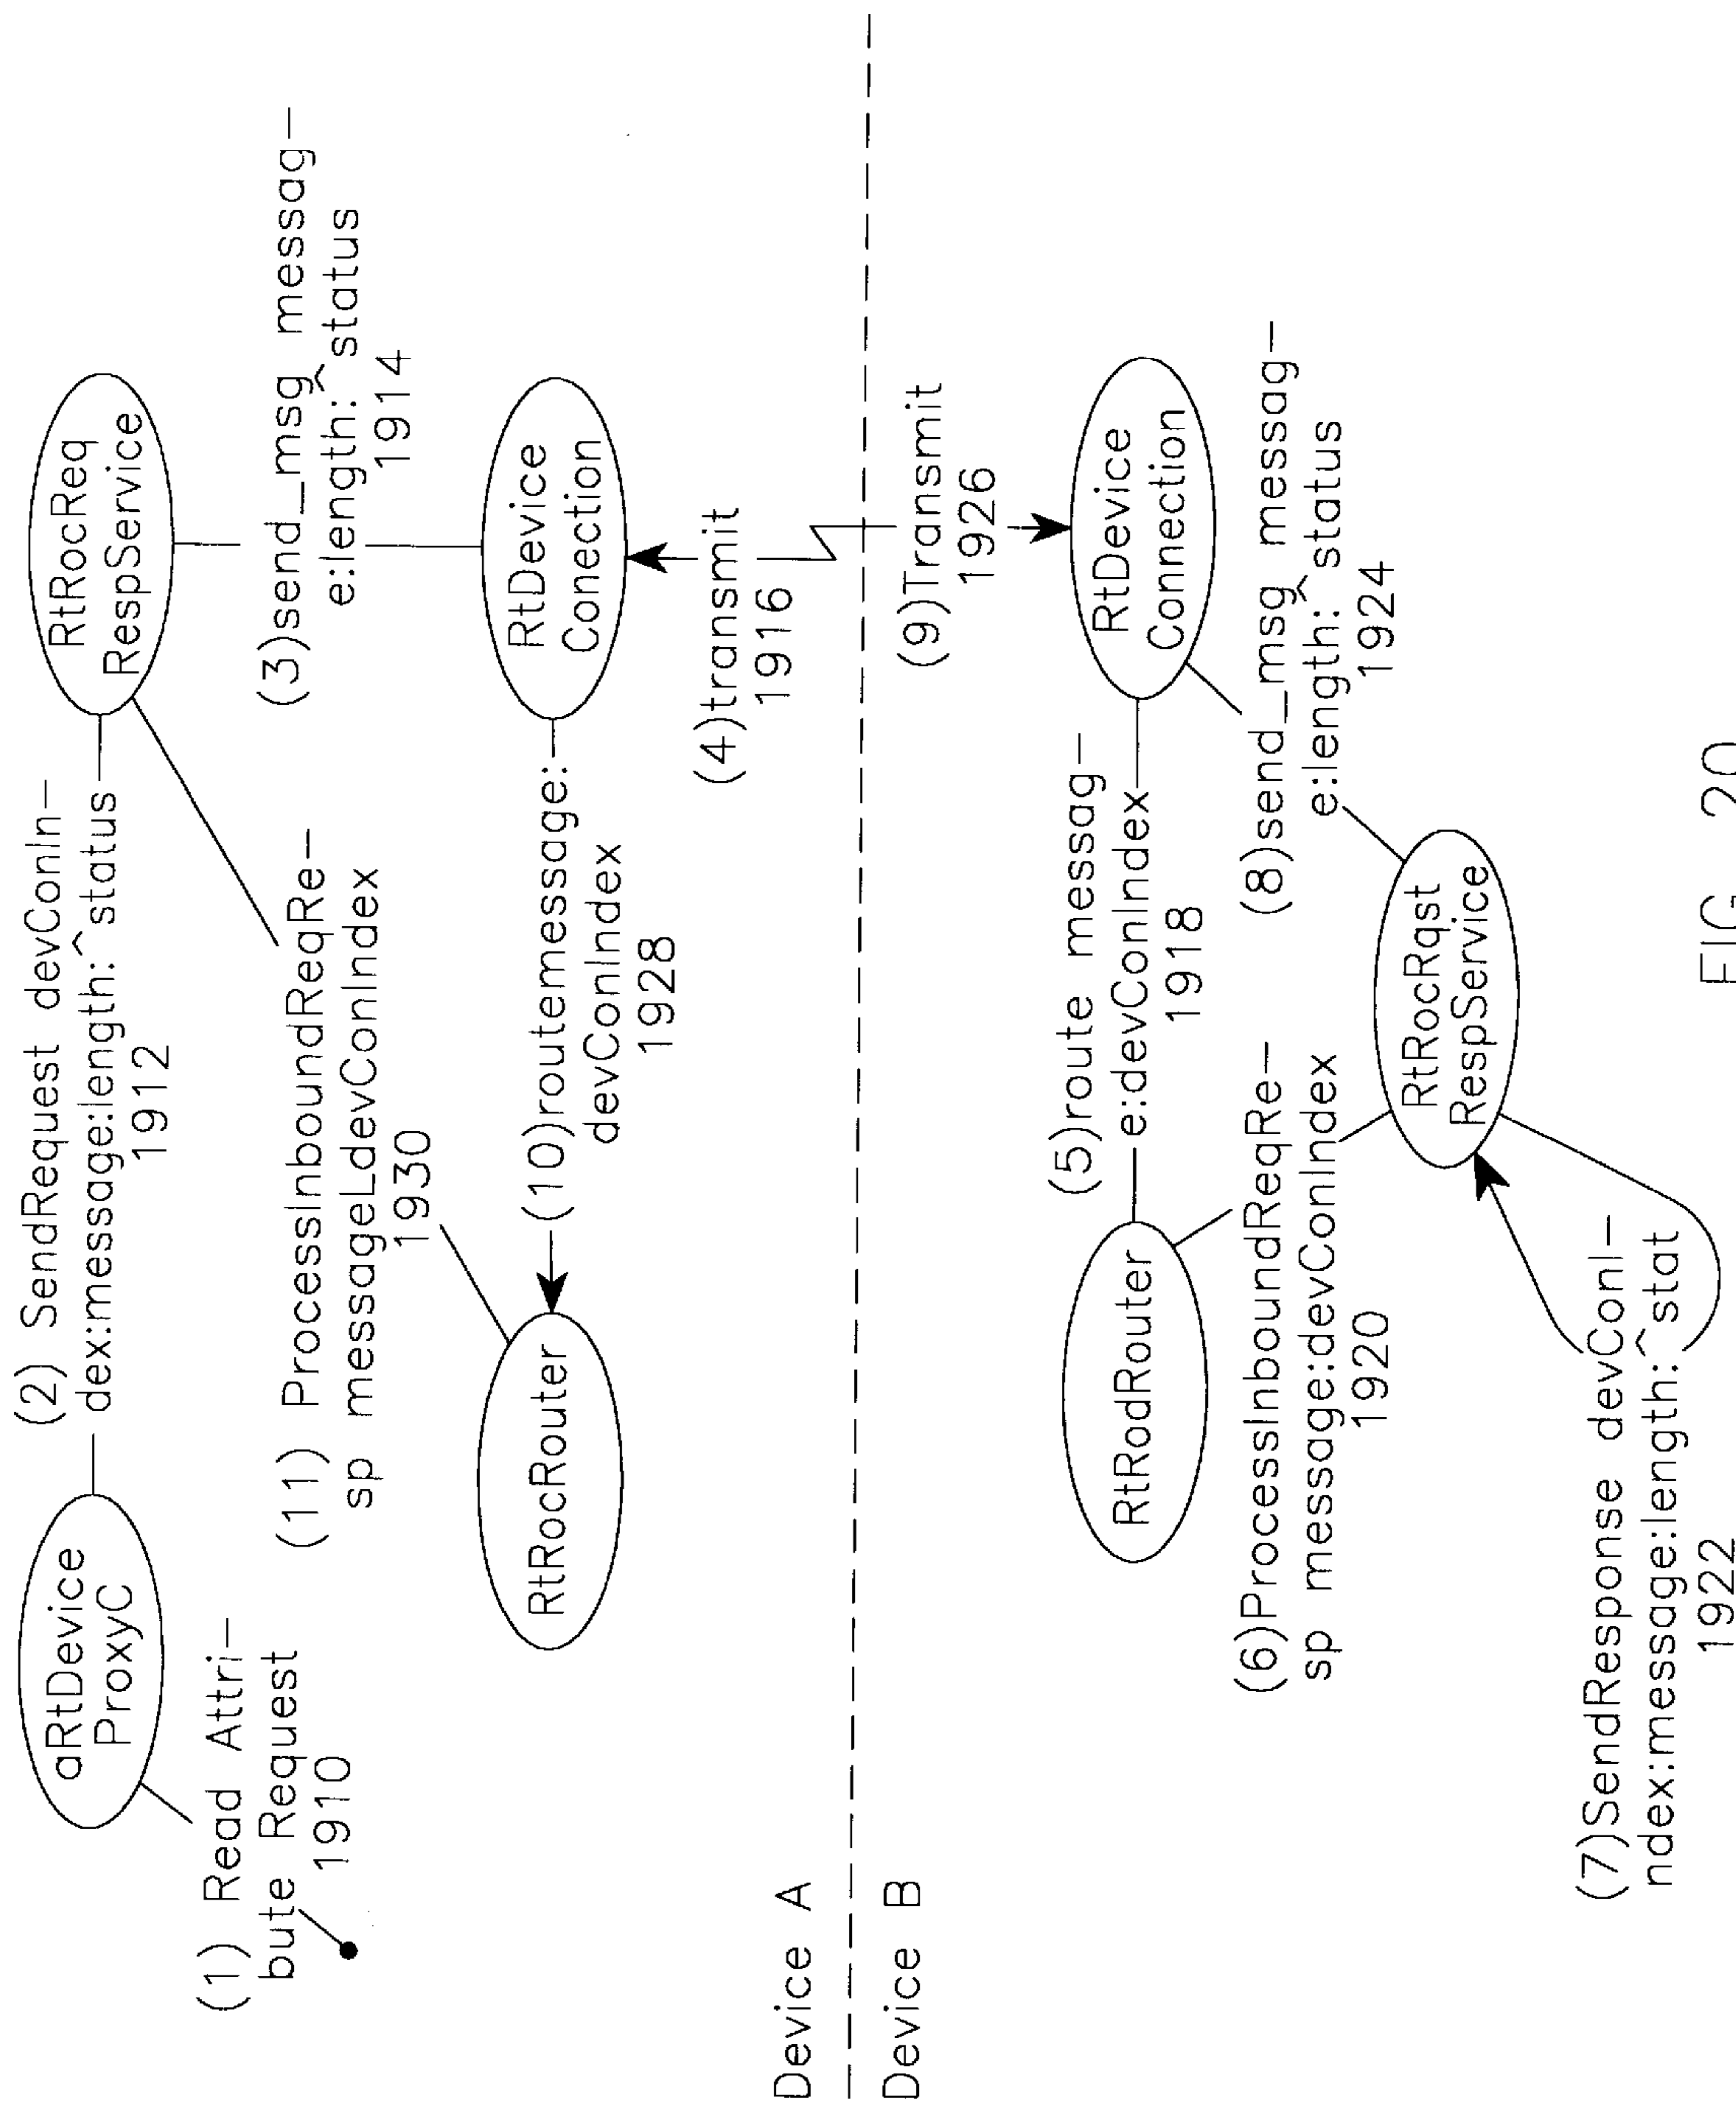 aRtDevice
ProxyC
(2) SendRequest devConIn–
dex:message:length:^status
1912
RtRocReq
RespService
(1) Read Attri–
bute Request
1910
(11) ProcessInboundReqRe–
sp messageLdevConIndex
1930
(3)send_msg messag–
e:length:^status
1914
RtRocRouter
(10)routemessage:
devConIndex
1928
RtDevice
Conection
(4)transmit
1916
Device A
Device B
(9)Transmit
1926
RtRodRouter
(5)route messag–
e:devConIndex
1918
RtDevice
Connection
(6)ProcessInboundReqRe–
sp message:devConIndex
1920
(8)send_msg messag–
e:length:^status
1924
RtRocRqst
RespService
(7)SendResponse devConI–
ndex:message:length:^stat
1922
FIG 20